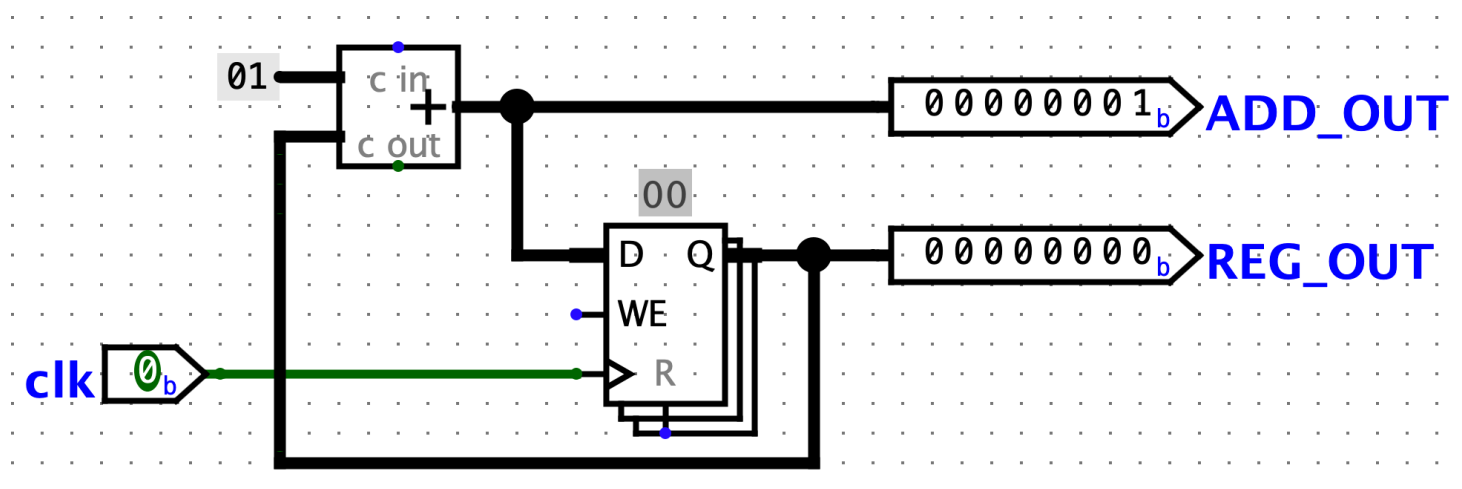 01
c in
+
c out
00000001b
ADD_OUT
00
D Q
WE
R
00000000b
REG_OUT
clk
0b